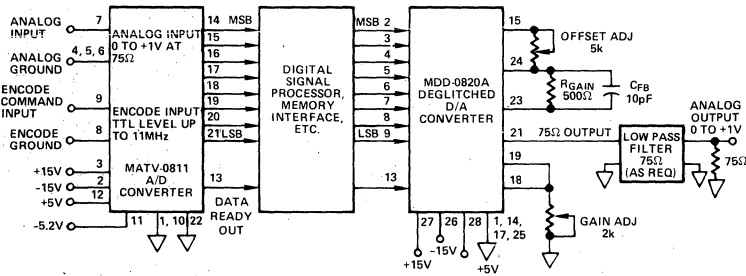 ANALOG INPUT
7
4, 5, 6
ANALOG GROUND
ENCODE COMMAND INPUT
9
ENCODE GROUND
8
+15V
3
-15V
2
+5V
12
-5.2V
11
1, 10
22
ANALOG INPUT
0 TO +1V AT
75Ω
ENCODE INPUT
TTL LEVEL UP
TO 11MHz
MATV-0811
A/D
CONVERTER
14 MSB
15
16
17
18
19
20
21 LSB
13
DATA
READY
OUT
DIGITAL
SIGNAL
PROCESSOR,
MEMORY
INTERFACE,
ETC.
MSB 2
3
4
5
6
7
8
LSB 9
13
MDD-0820A
DEGLITCHED
D/A
CONVERTER
27
26
28
1, 14,
17, 25
+15V
-15V
+5V
15
OFFSET ADJ
5k
24
RGAIN
500Ω
CFB
10pF
23
21
75Ω OUTPUT
19
18
GAIN ADJ
2k
LOW PASS
FILTER
75Ω
(AS REQ)
ANALOG
OUTPUT
0 TO +1V
75Ω